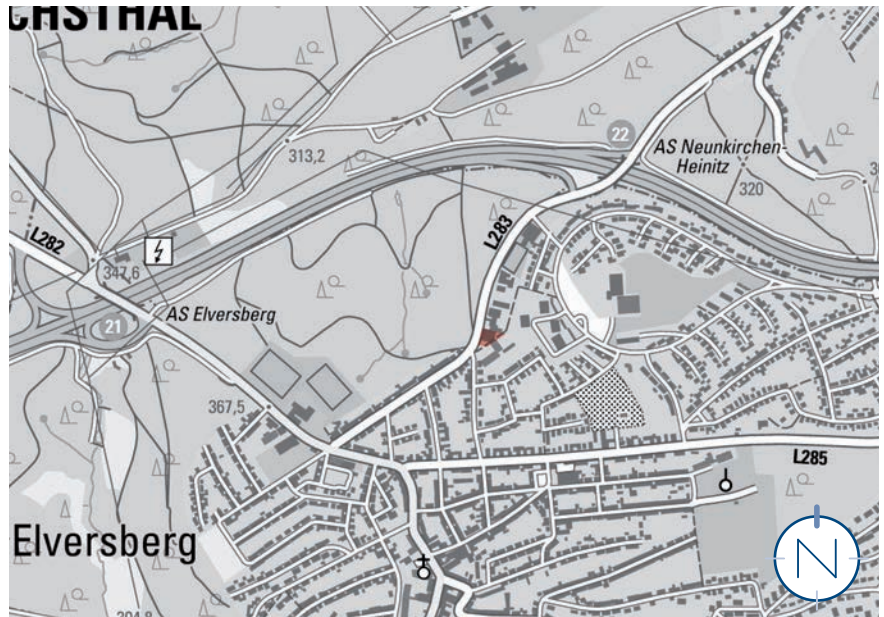 CHSTHAL
22
AS Neunkirchen-
Heinitz
313,2
320
L282
L283
347,6
21
AS Elversberg
367,5
L285
Elversberg
N